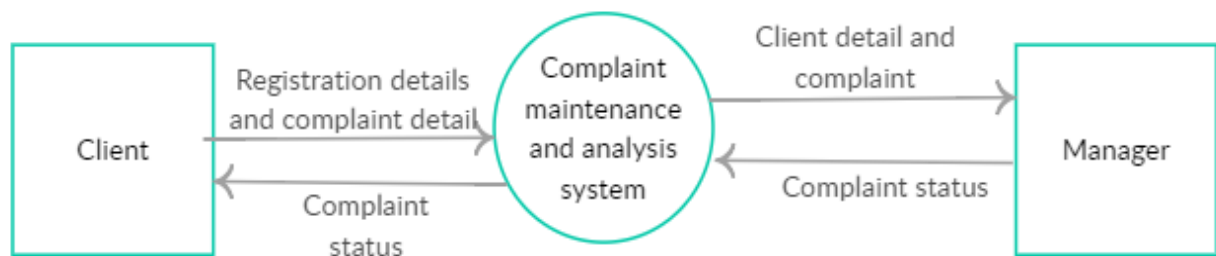 Client
Registration details
and complaint detail
Complaint
status
Complaint
maintenance
and analysis
system
Client detail and
complaint
Complaint status
Manager